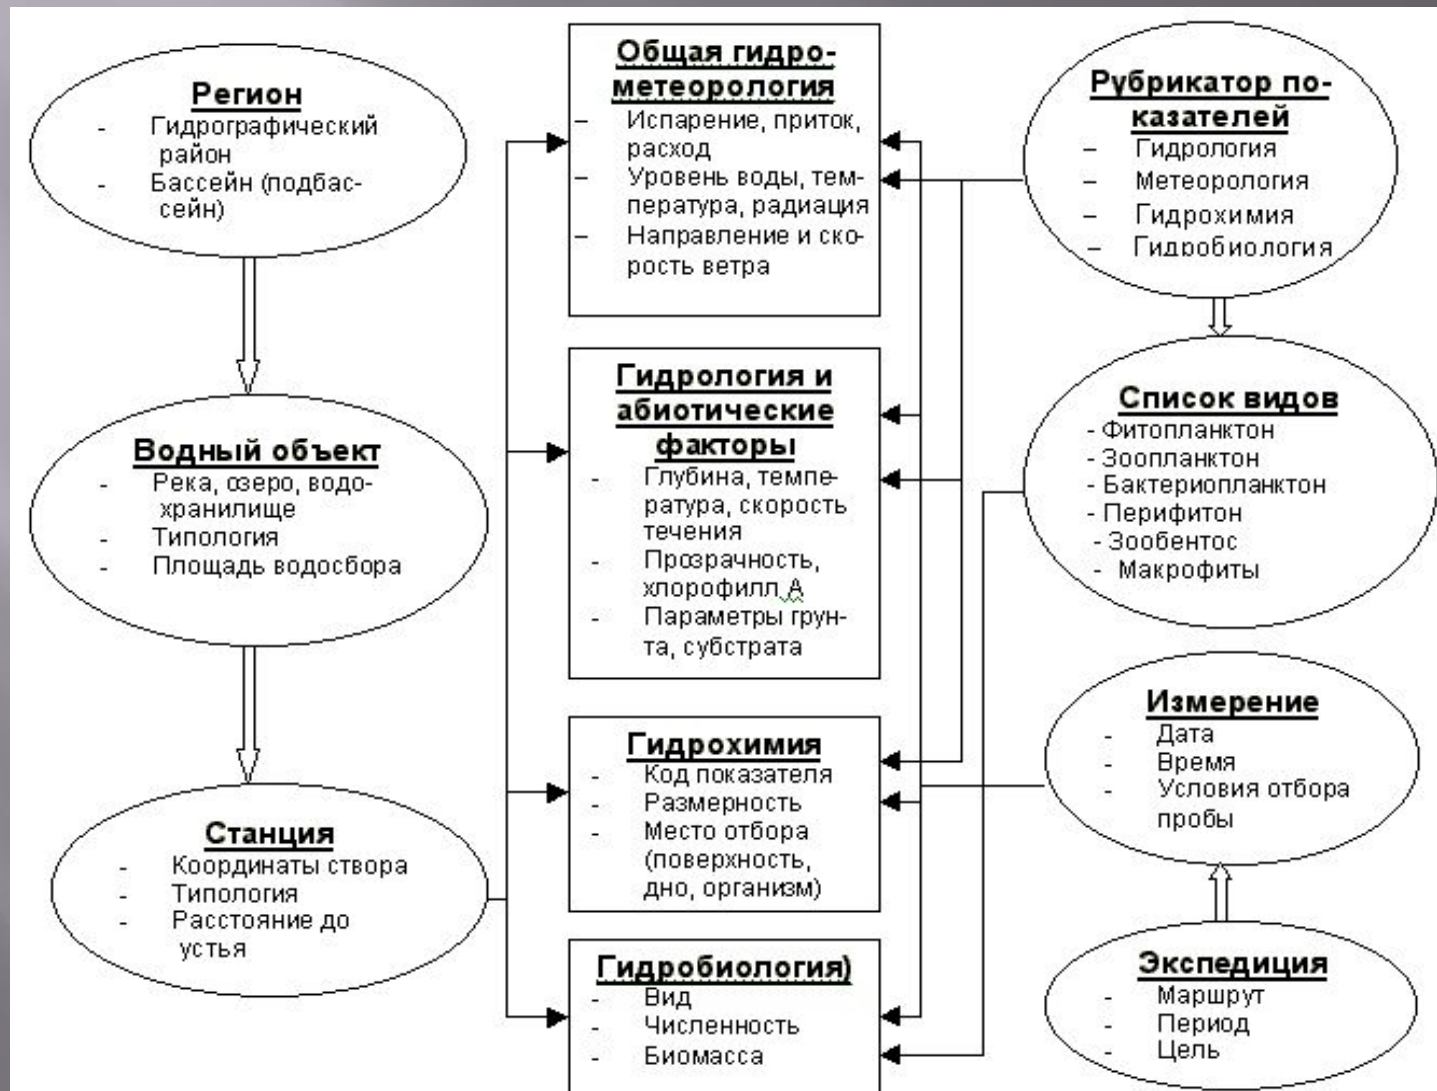 Регион
- Гидрографический
район
- Бассейн (подбас-
сейн)
Водный объект
- Река, озеро, водо-
хранилище
- Типология
- Площадь водосбора
Станция
- Координаты створа
- Типология
- Расстояние до
устья
Общая гидро-
метеорология
– Испарение, приток,
расход
– Уровень воды, тем-
пература, радиация
– Направление и ско-
рость ветра
Гидрология и
абиотические
факторы
- Глубина, темпе-
ратура, скорость
течения
- Прозрачность,
хлорофилл А
- Параметры грун-
та, субстрата
Гидрохимия
- Код показателя
- Размерность
- Место отбора
(поверхность,
дно, организм)
Гидробиология)
- Вид
- Численность
- Биомасса
Рубрикатор по-
казателей
– Гидрология
– Метеорология
– Гидрохимия
– Гидробиология
Список видов
- Фитопланктон
- Зоопланктон
- Бактериопланктон
- Перифитон
- Зообентос
- Макрофиты
Измерение
- Дата
- Время
- Условия отбора
пробы
Экспедиция
- Маршрут
- Период
- Цель